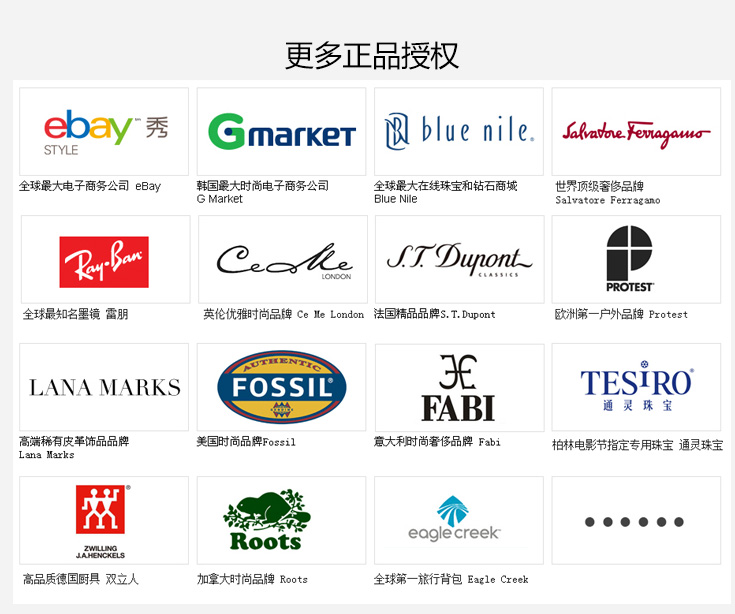 更多正品授权
ebay™ 秀
STYLE
Gmarket
blue nile®
Salvatore Ferragamo
全球最大电子商务公司 eBay
韩国最大时尚电子商务公司
G Market
全球最大在线珠宝和钻石商城
Blue Nile
世界顶级奢侈品牌
Salvatore Ferragamo
Ray-Ban
Ce Me
LONDON
S.T. Dupont
CLASSICS
PROTEST
全球最知名墨镜 雷朋
英伦优雅时尚品牌 Ce Me London
法国精品品牌S.T.Dupont
欧洲第一户外品牌 Protest
LANA MARKS
AUTHENTIC
FOSSIL®
FABI
TESIRO®
通灵珠宝
高端稀有皮革饰品品牌
Lana Marks
美国时尚品牌Fossil
意大利时尚奢侈品牌 Fabi
柏林电影节指定专用珠宝 通灵珠宝
ZWILLING
J.A.HENCKELS
Roots
eagle creek
······
高品质德国厨具 双立人
加拿大时尚品牌 Roots
全球第一旅行背包 Eagle Creek